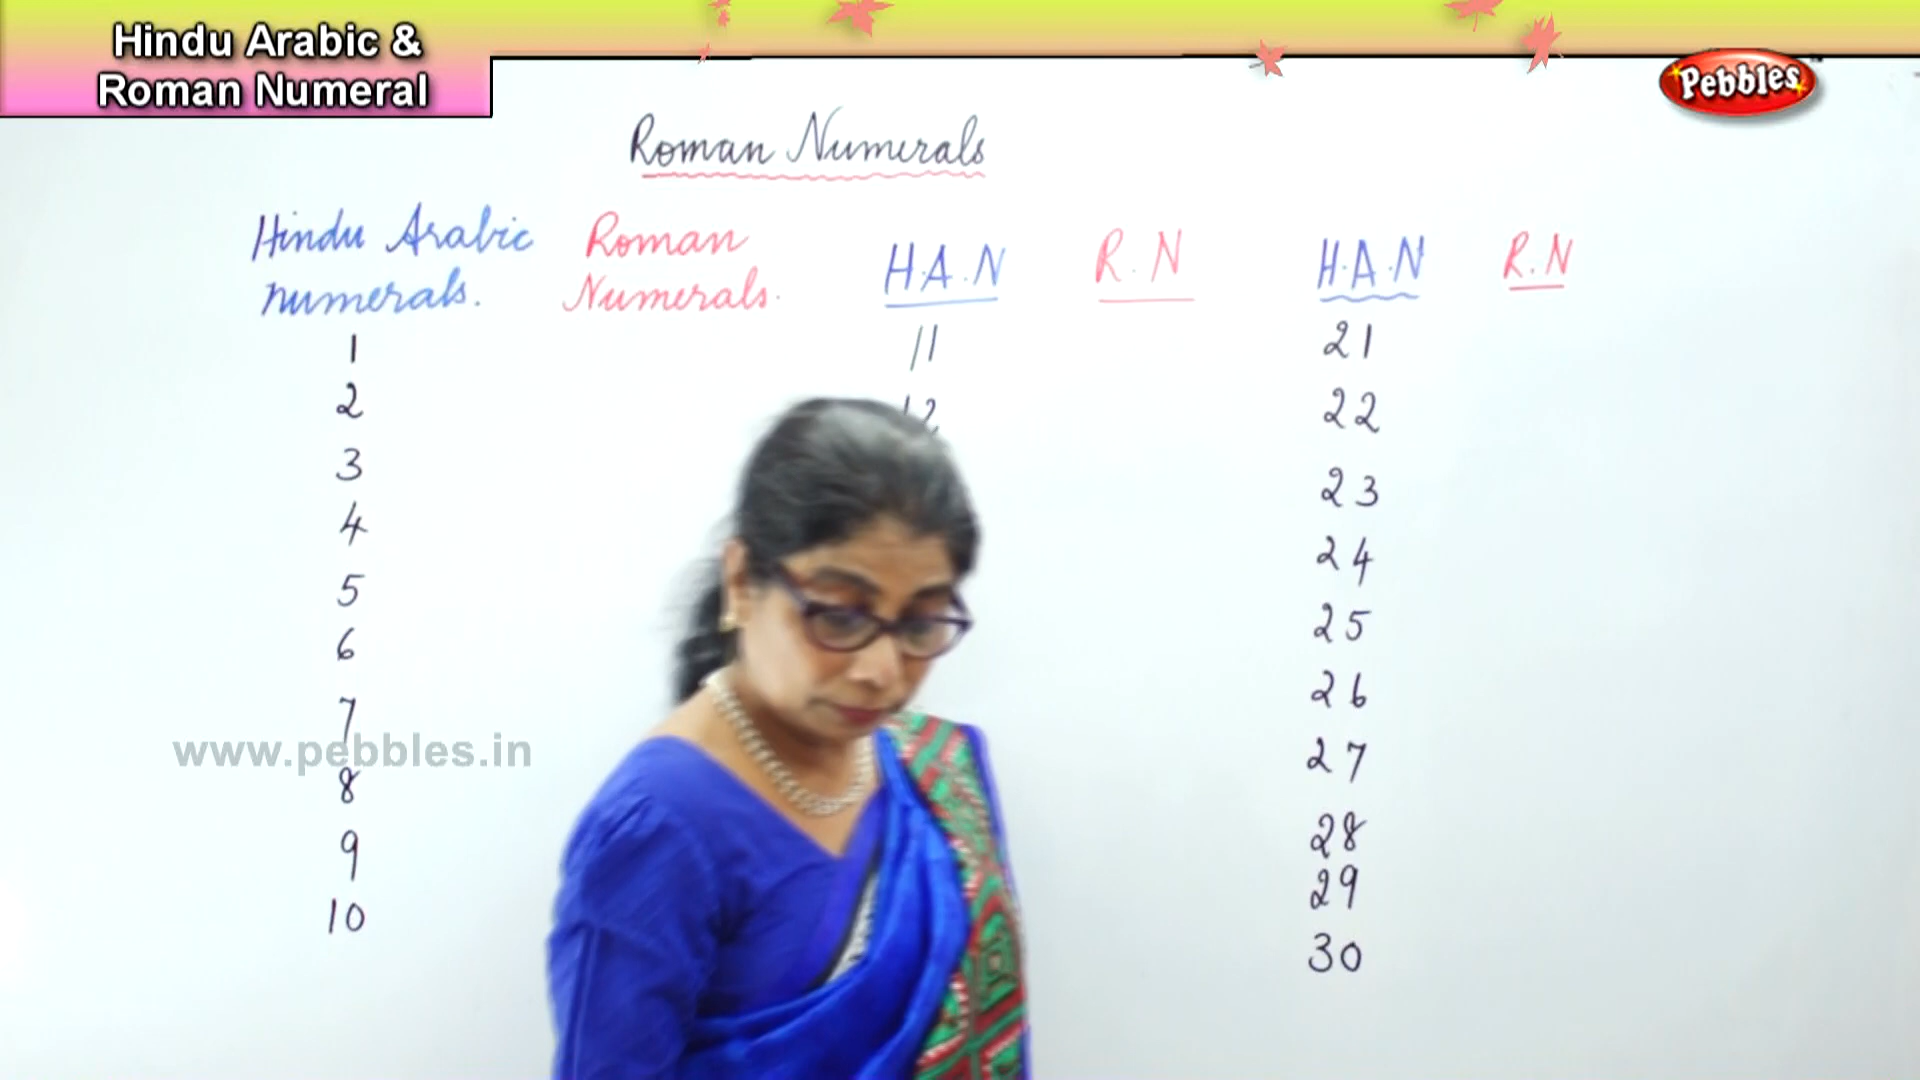 Hindu Arabic &
Roman Numeral
Pebbles
Roman Numerals
Hindu Arabic
numerals.
Roman
Numerals.
H.A.N
R.N
H.A.N
R.N
1
2
3
4
5
6
7
8
9
10
11
12
21
22
23
24
25
26
27
28
29
30
www.pebbles.in